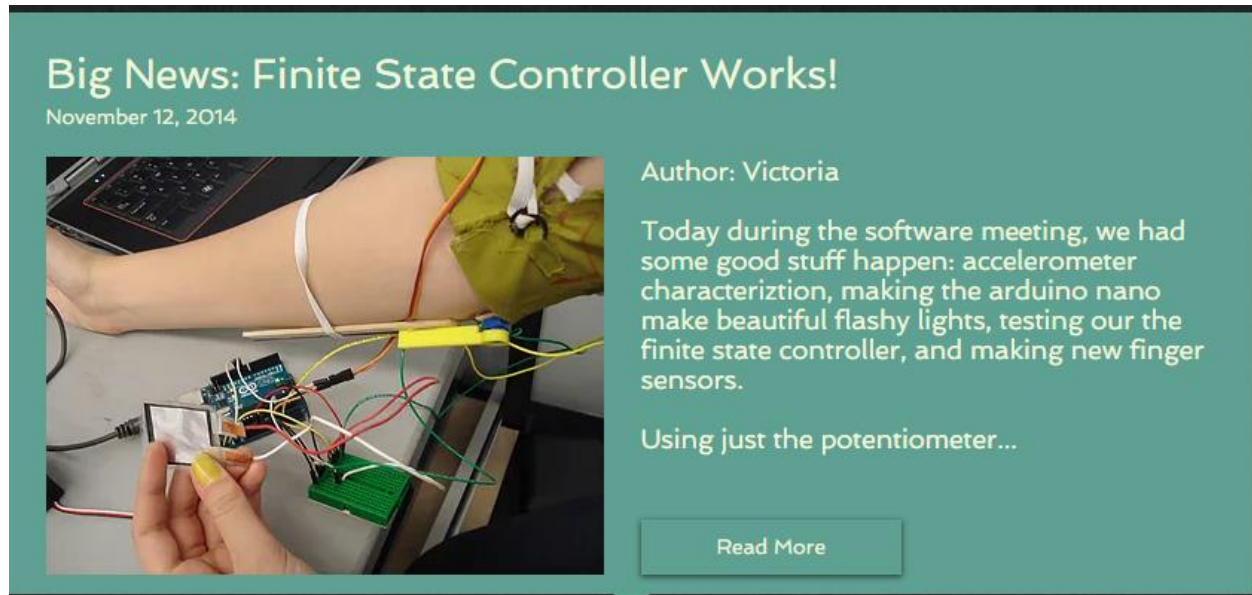 Big News: Finite State Controller Works!
November 12, 2014
Author: Victoria
Today during the software meeting, we had
some good stuff happen: accelerometer
characteriztion, making the arduino nano
make beautiful flashy lights, testing our the
finite state controller, and making new finger
sensors.
Using just the potentiometer...
Read More